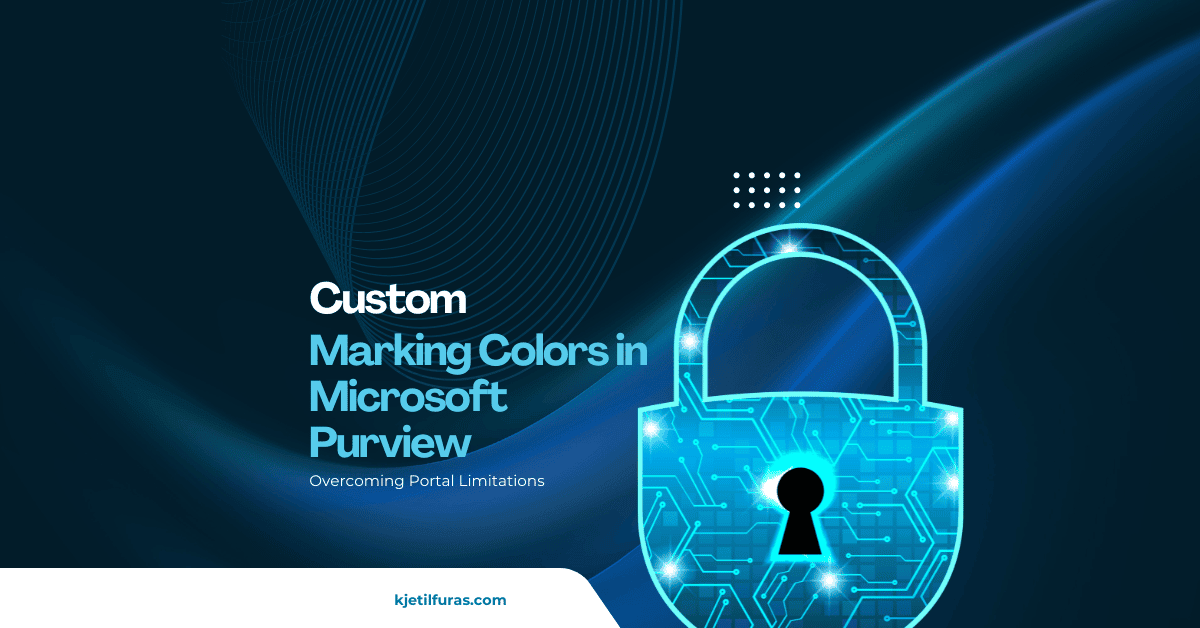 Custom
Marking Colors in
Microsoft
Purview
Overcoming Portal Limitations
kjetilfuras.com